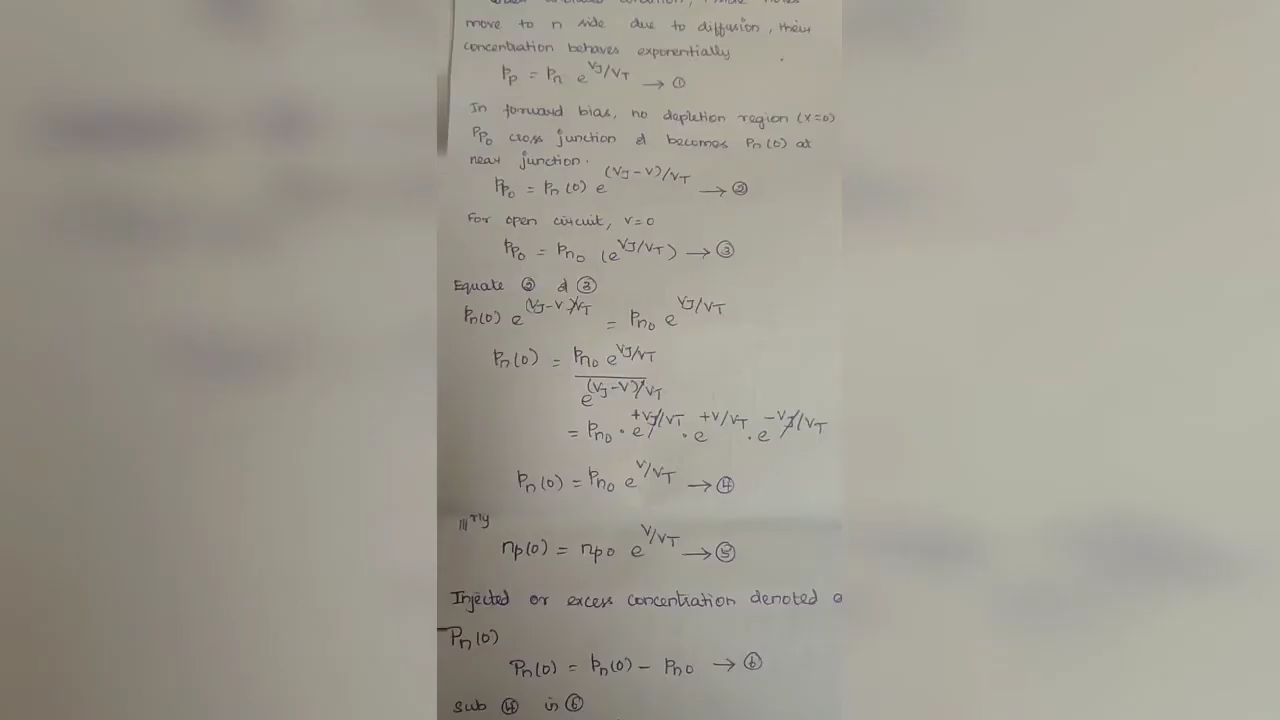 move to n side due to diffusion, their
concentration behaves exponentially
Pp = Pn e^VJ/VT → ①
In forward bias, no depletion region (x=0)
Pp0 cross junction & becomes Pn(0) at
near junction.
Pp0 = Pn(0) e^(VJ-V)/VT → ②
For open circuit, V=0
Pp0 = Pn0 (e^VJ/VT) → ③
Equate ② & ③
Pn(0) e^(VJ-V)/VT = Pn0 e^VJ/VT
Pn(0) = Pn0 e^VJ/VT
e^(VJ-V)/VT
= Pn0 . e^+VJ/VT . e^+V/VT . e^-VJ/VT
Pn(0) = Pn0 e^V/VT → ④
|||rly
np(0) = np0 e^V/VT → ⑤
Injected or excess concentration denoted
Pn(0)
Pn(0) = Pn(0) - Pn0 → ⑥
Sub ④ in ⑥